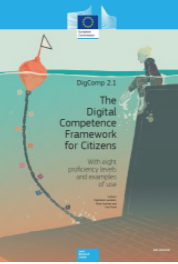 European
Commission
DigComp 2.1
The
Digital
Competence
Framework
for Citizens
With eight
proficiency levels
and examples
of use